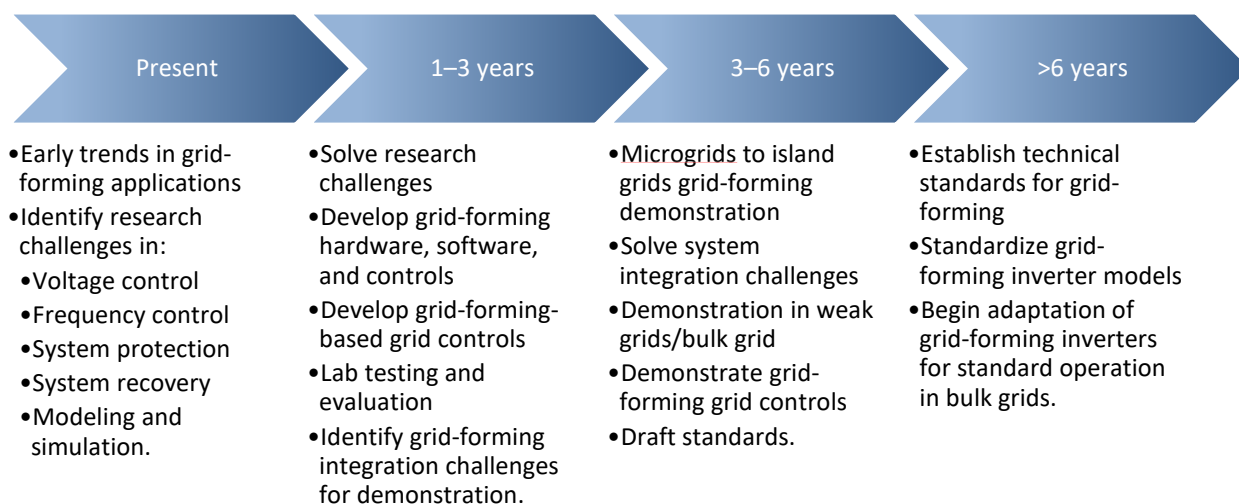 Present
1–3 years
3–6 years
>6 years
•Early trends in grid-
forming applications
•Identify research
challenges in:
•Voltage control
•Frequency control
•System protection
•System recovery
•Modeling and
simulation.
•Solve research
challenges
•Develop grid-forming
hardware, software,
and controls
•Develop grid-forming-
based grid controls
•Lab testing and
evaluation
•Identify grid-forming
integration challenges
for demonstration.
•Microgrids to island
grids grid-forming
demonstration
•Solve system
integration challenges
•Demonstration in weak
grids/bulk grid
•Demonstrate grid-
forming grid controls
•Draft standards.
•Establish technical
standards for grid-
forming
•Standardize grid-
forming inverter models
•Begin adaptation of
grid-forming inverters
for standard operation
in bulk grids.